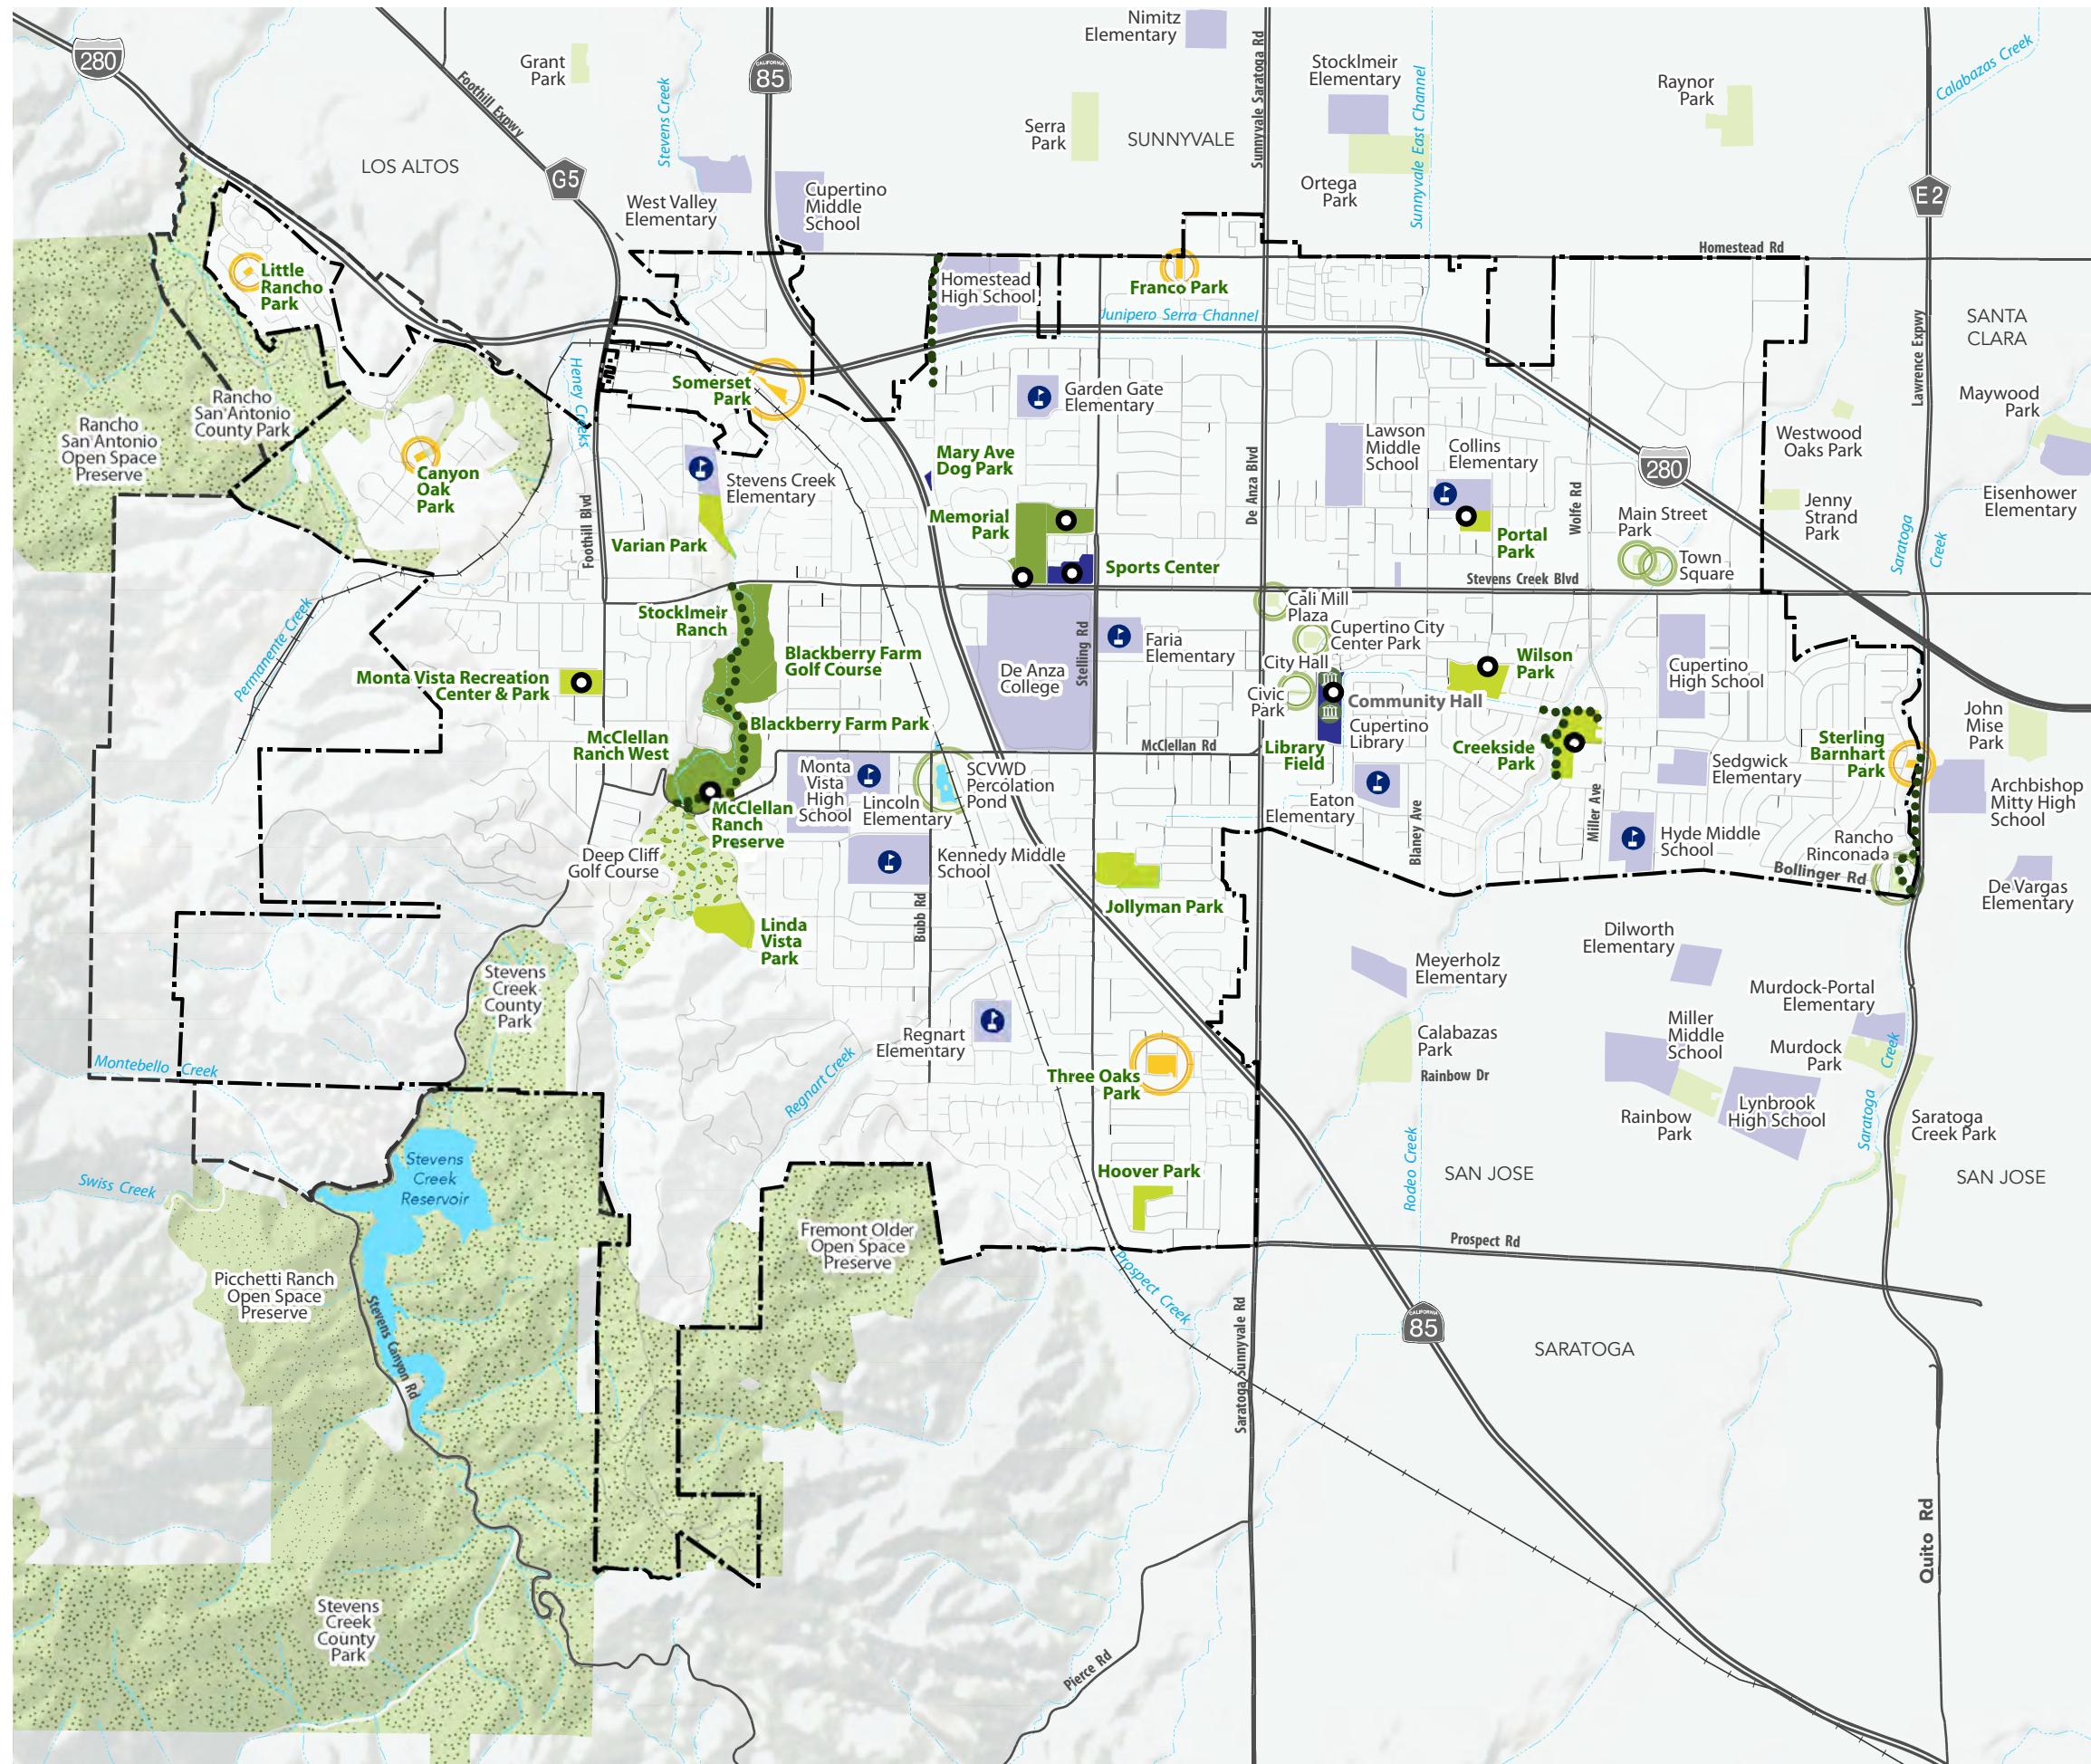 Nimitz
Elementary
280
Grant
Park
Foothill Expwy
Stevens Creek
CALIFORNIA
85
Sunnyvale Saratoga Rd
Stocklmeir
Elementary
Sunnyvale East Channel
Raynor
Park
Calabazas Creek
Serra
Park
SUNNYVALE
LOS ALTOS
G5
West Valley
Elementary
Cupertino
Middle
School
Ortega
Park
E2
Homestead Rd
Little
Rancho
Park
Homestead
High School
Franco Park
Junipero Serra Channel
SANTA
CLARA
Lawrence Expwy
Heney Creeks
Somerset
Park
Garden Gate
Elementary
Rancho
San Antonio
County Park
Rancho
San Antonio
Open Space
Preserve
Maywood
Park
Westwood
Oaks Park
Lawson
Middle
School
Collins
Elementary
280
Mary Ave
Dog Park
De Anza Blvd
Canyon
Oak
Park
Stevens Creek
Elementary
Wolfe Rd
Eisenhower
Elementary
Jenny
Strand
Park
Main Street
Park
Memorial
Park
Foothill Blvd
Varian Park
Portal
Park
Saratoga
Creek
Town
Square
Sports Center
Stevens Creek Blvd
Permanente Creek
Stocklmeir
Ranch
Cali Mill
Plaza
Cupertino City
Center Park
Faria
Elementary
Stelling Rd
De Anza
College
Blackberry Farm
Golf Course
City Hall
Wilson
Park
Cupertino
High School
Monta Vista Recreation
Center & Park
Civic
Park
Community Hall
Blackberry Farm Park
Cupertino
Library
John
Mise
Park
McClellan
Ranch West
McClellan Rd
Library
Field
Creekside
Park
Sterling
Barnhart
Park
Monta
Vista
High
School
SCVWD
Percolation
Pond
Sedgwick
Elementary
Archbishop
Mitty High
School
Lincoln
Elementary
McClellan
Ranch
Preserve
Eaton
Elementary
Blaney Ave
Miller Ave
Hyde Middle
School
Rancho
Rinconada
Deep Cliff
Golf Course
Kennedy Middle
School
Bollinger Rd
De Vargas
Elementary
Bubb Rd
Jollyman Park
Linda
Vista
Park
Dilworth
Elementary
Stevens
Creek
County
Park
Meyerholz
Elementary
Murdock-Portal
Elementary
Regnart
Elementary
Calabazas
Park
Miller
Middle
School
Murdock
Park
Creek
Montebello Creek
Regnart Creek
Three Oaks
Park
Rainbow Dr
Rainbow
Park
Lynbrook
High School
Saratoga
Saratoga
Creek Park
Stevens
Creek
Reservoir
Rodeo Creek
Hoover Park
SAN JOSE
SAN JOSE
Swiss Creek
Fremont Older
Open Space
Preserve
Prospect Rd
Prospect Creek
Picchetti Ranch
Open Space
Preserve
Stevens Canyon Rd
Saratoga Sunnyvale Rd
CALIFORNIA
85
SARATOGA
Quito Rd
Stevens
Creek
County
Park
Pierce Rd